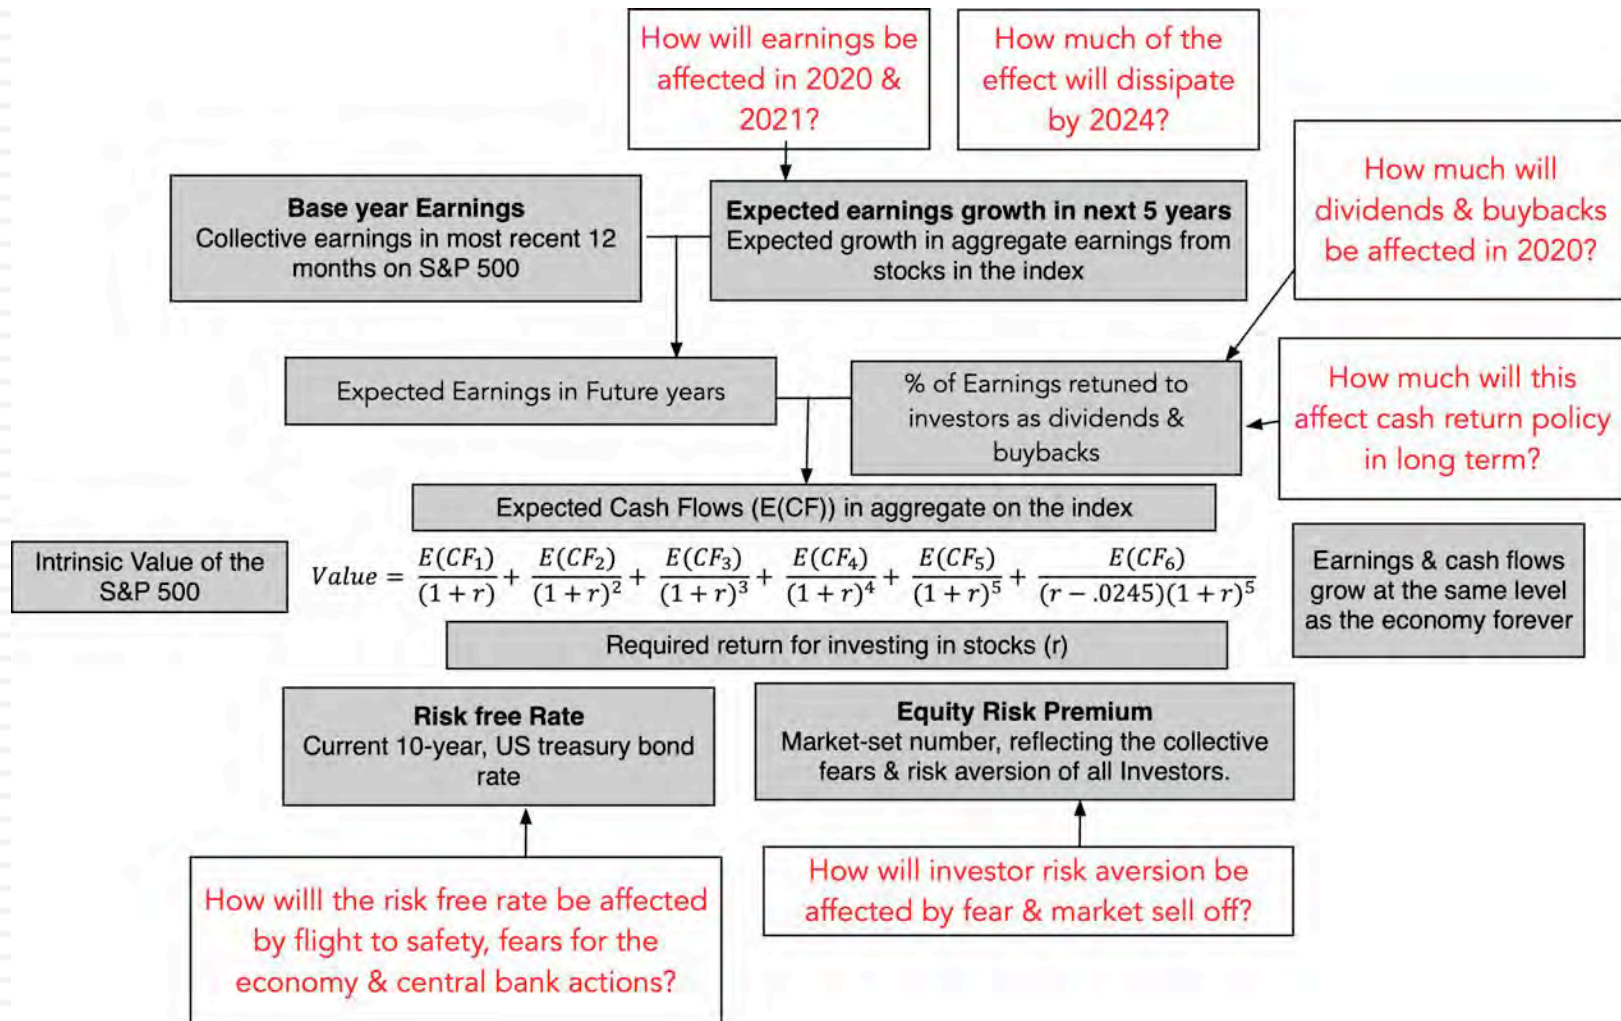 How will earnings be
affected in 2020 &
2021?
How much of the
effect will dissipate
by 2024?
How much will
dividends & buybacks
be affected in 2020?
Base year Earnings
Collective earnings in most recent 12
months on S&P 500
Expected earnings growth in next 5 years
Expected growth in aggregate earnings from
stocks in the index
Expected Earnings in Future years
% of Earnings retuned to
investors as dividends &
buybacks
How much will this
affect cash return policy
in long term?
Expected Cash Flows (E(CF)) in aggregate on the index
Intrinsic Value of the
S&P 500
Value = E(CF₁)/(1 + r) + E(CF₂)/(1 + r)² + E(CF₃)/(1 + r)³ + E(CF₄)/(1 + r)⁴ + E(CF₅)/(1 + r)⁵ + E(CF₆)/(r − .0245)(1 + r)⁵
Earnings & cash flows
grow at the same level
as the economy forever
Required return for investing in stocks (r)
Risk free Rate
Current 10-year, US treasury bond
rate
Equity Risk Premium
Market-set number, reflecting the collective
fears & risk aversion of all Investors.
How willl the risk free rate be affected
by flight to safety, fears for the
economy & central bank actions?
How will investor risk aversion be
affected by fear & market sell off?